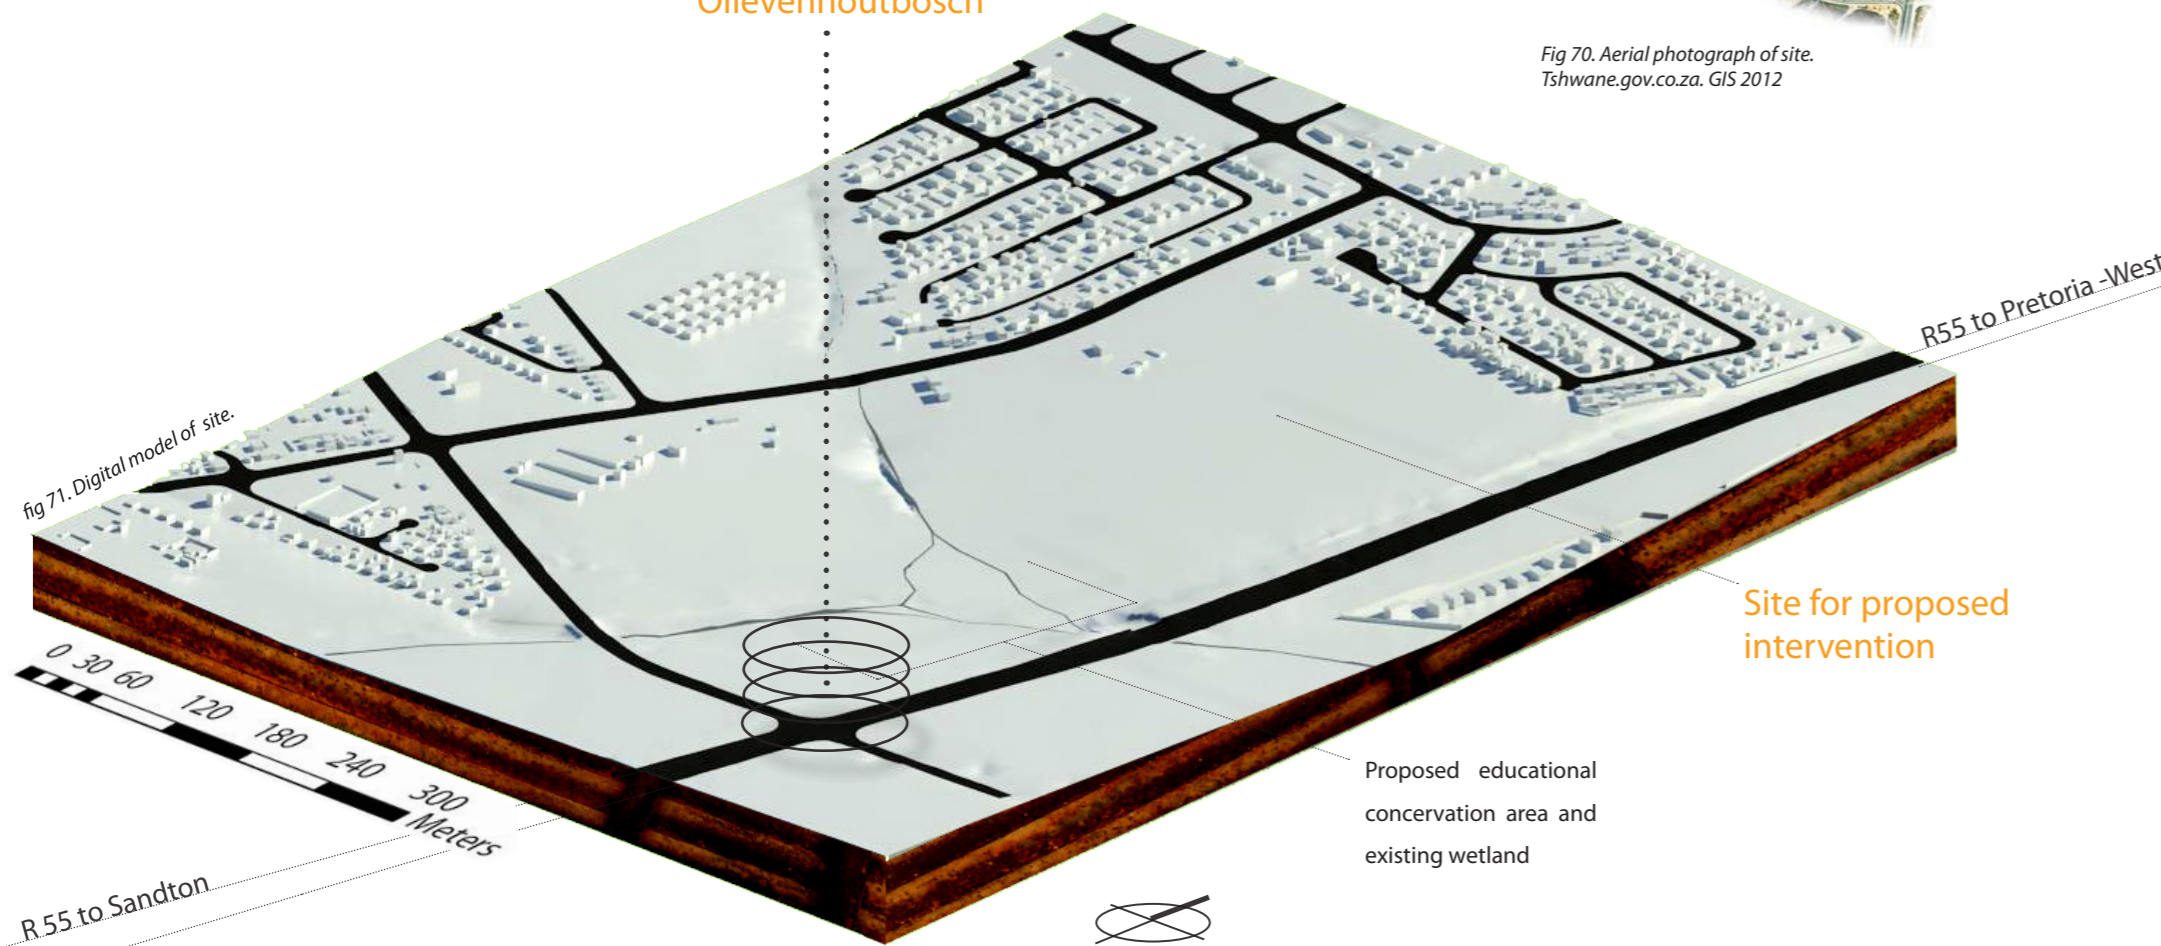 Olievenhoutbosch
Fig 70. Aerial photograph of site.
Tshwane.gov.co.za. GIS 2012
R55 to Pretoria -West
fig 71. Digital model of site.
Site for proposed
intervention
0 30 60 120 180 240 300
Meters
Proposed educational
concervation area and
existing wetland
R 55 to Sandton